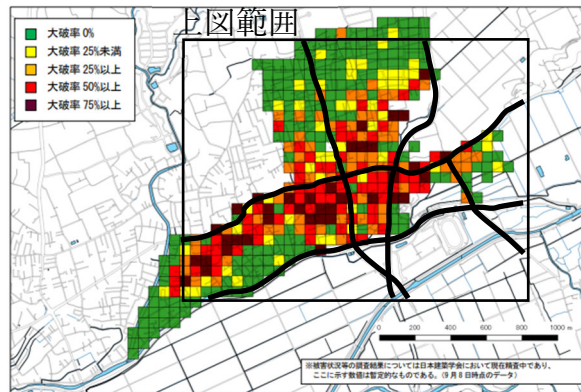 上図範囲
大破率 0%
大破率 25%未満
大破率 25%以上
大破率 50%以上
大破率 75%以上
0 200 400 600 800 1000 m
※被害状況等の調査結果については日本建築学会において現在精査中であり、
ここに示す数値は暫定的なものである。(9月8日時点のデータ)